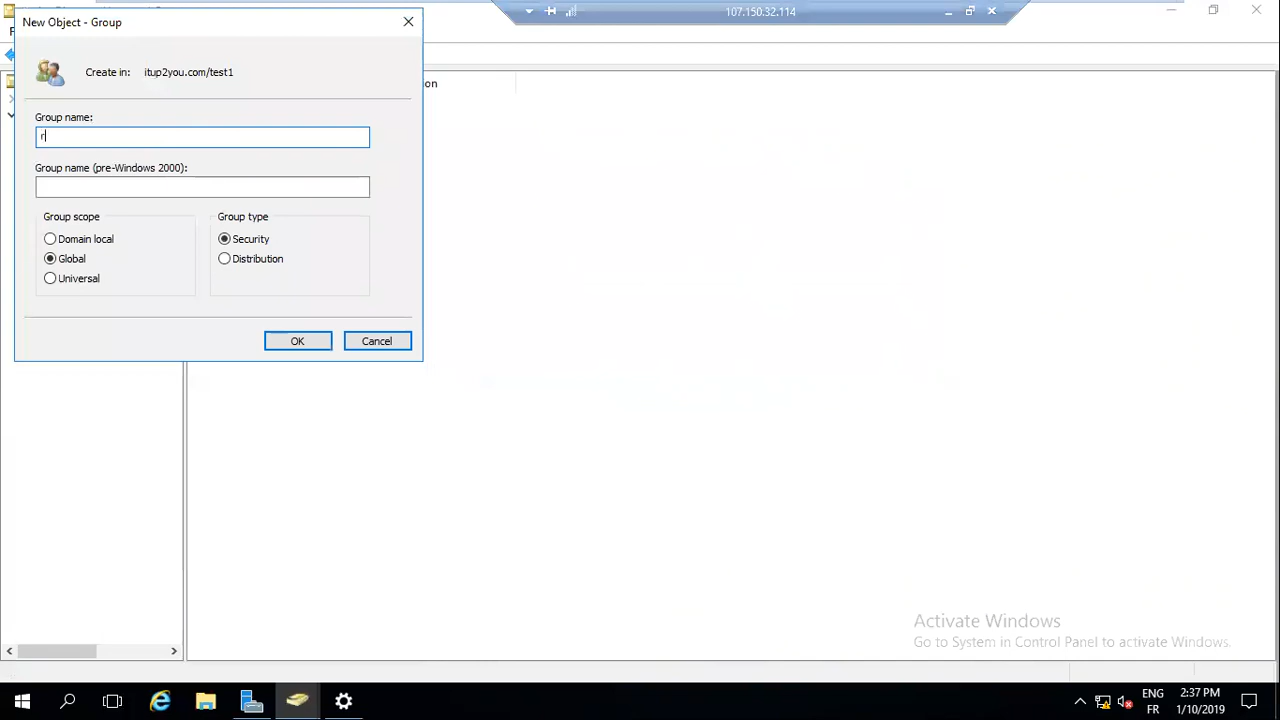 New Object - Group
107.150.32.114
Create in: itup2you.com/test1
on
Group name:
r
Group name (pre-Windows 2000):
Group scope
Group type
Domain local
Security
Global
Distribution
Universal
OK
Cancel
Activate Windows
Go to System in Control Panel to activate Windows.
ENG
2:37 PM
FR
1/10/2019